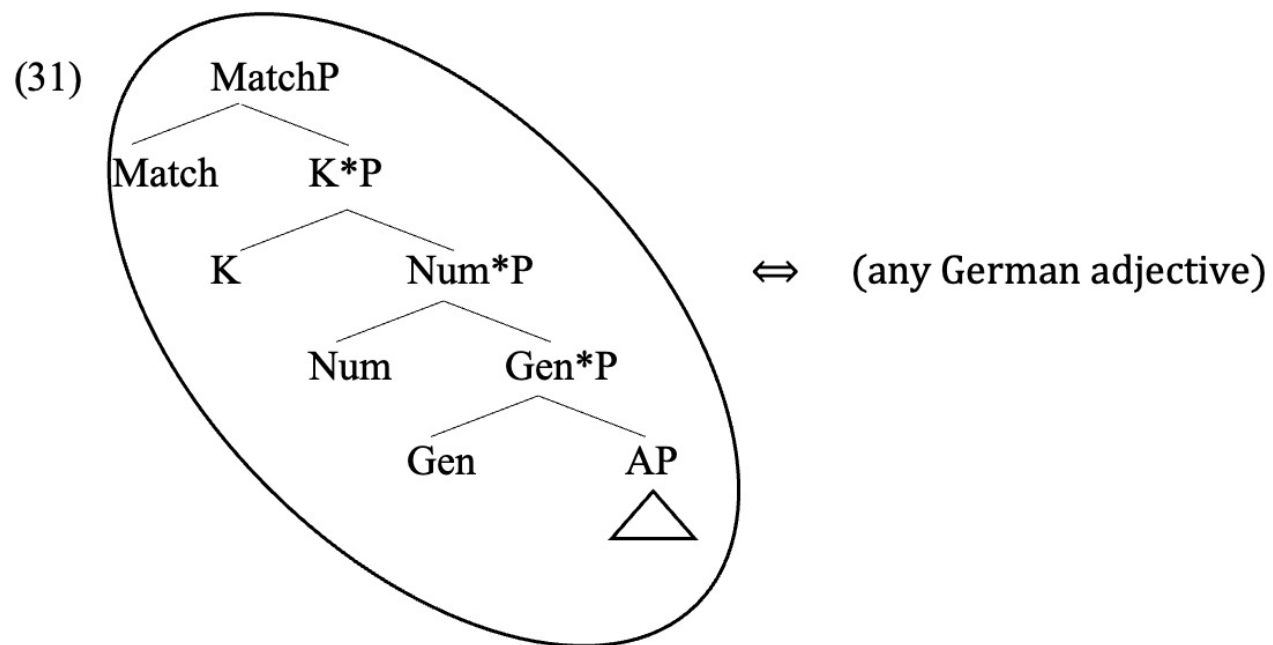 (31) MatchP
Match K*P
K Num*P ⇔ (any German adjective)
Num Gen*P
Gen AP